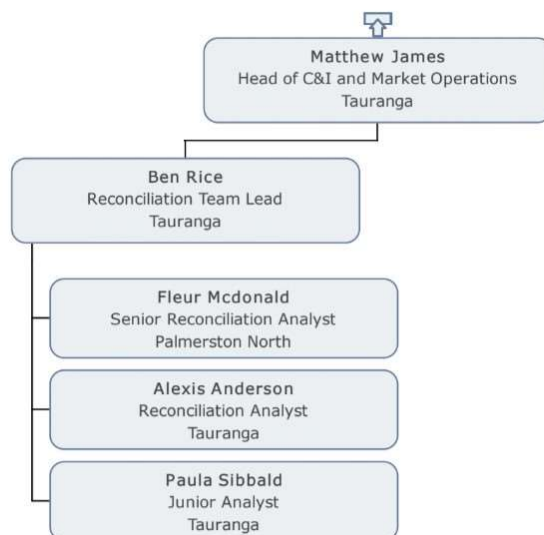 Matthew James
Head of C&I and Market Operations
Tauranga
Ben Rice
Reconciliation Team Lead
Tauranga
Fleur Mcdonald
Senior Reconciliation Analyst
Palmerston North
Alexis Anderson
Reconciliation Analyst
Tauranga
Paula Sibbald
Junior Analyst
Tauranga